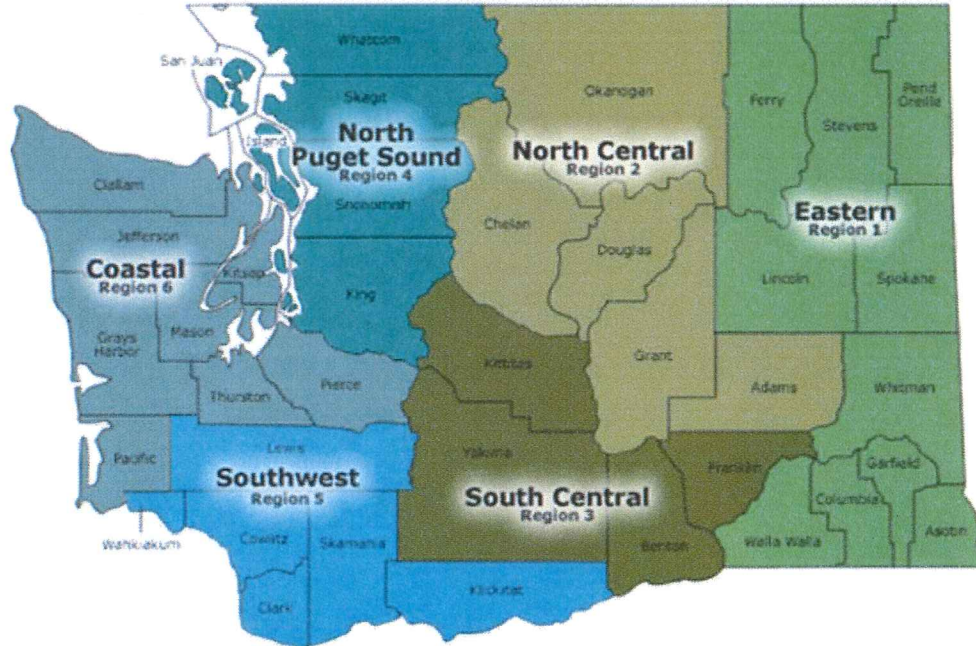 Whatcom
San Juan
Skagit
Okanogan
Ferry
Pend
Oreille
Stevens
Island
North
Puget Sound
Region 4
North Central
Region 2
Clallam
Snohomish
Chelan
Douglas
Eastern
Region 1
Jefferson
Coastal
Region 6
Kitsap
King
Lincoln
Spokane
Mason
Grays
Harbor
Kittitas
Grant
Pierce
Thurston
Adams
Whitman
Pacific
Lewis
Southwest
Region 5
Yakima
South Central
Region 3
Franklin
Garfield
Columbia
Asotin
Wahkiakum
Cowlitz
Skamania
Benton
Walla Walla
Clark
Klickitat